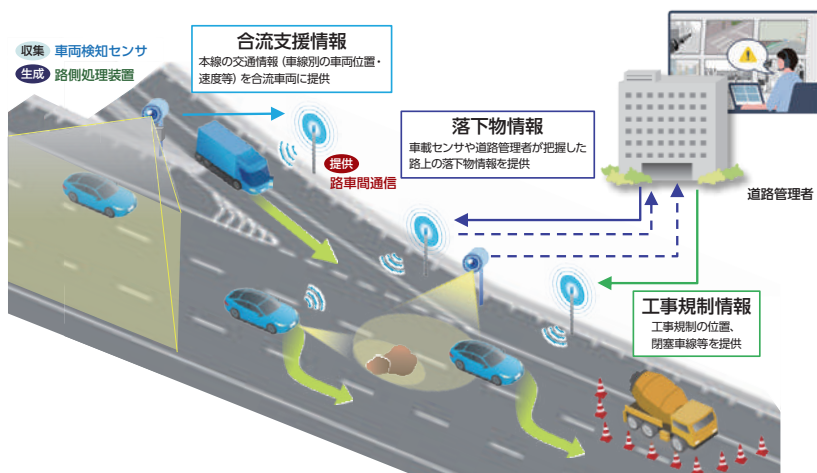 収集 車両検知センサ
生成 路側処理装置
合流支援情報
本線の交通情報（車線別の車両位置・
速度等）を合流車両に提供
提供
路車間通信
落下物情報
車載センサや道路管理者が把握した
路上の落下物情報を提供
道路管理者
工事規制情報
工事規制の位置、
閉塞車線等を提供